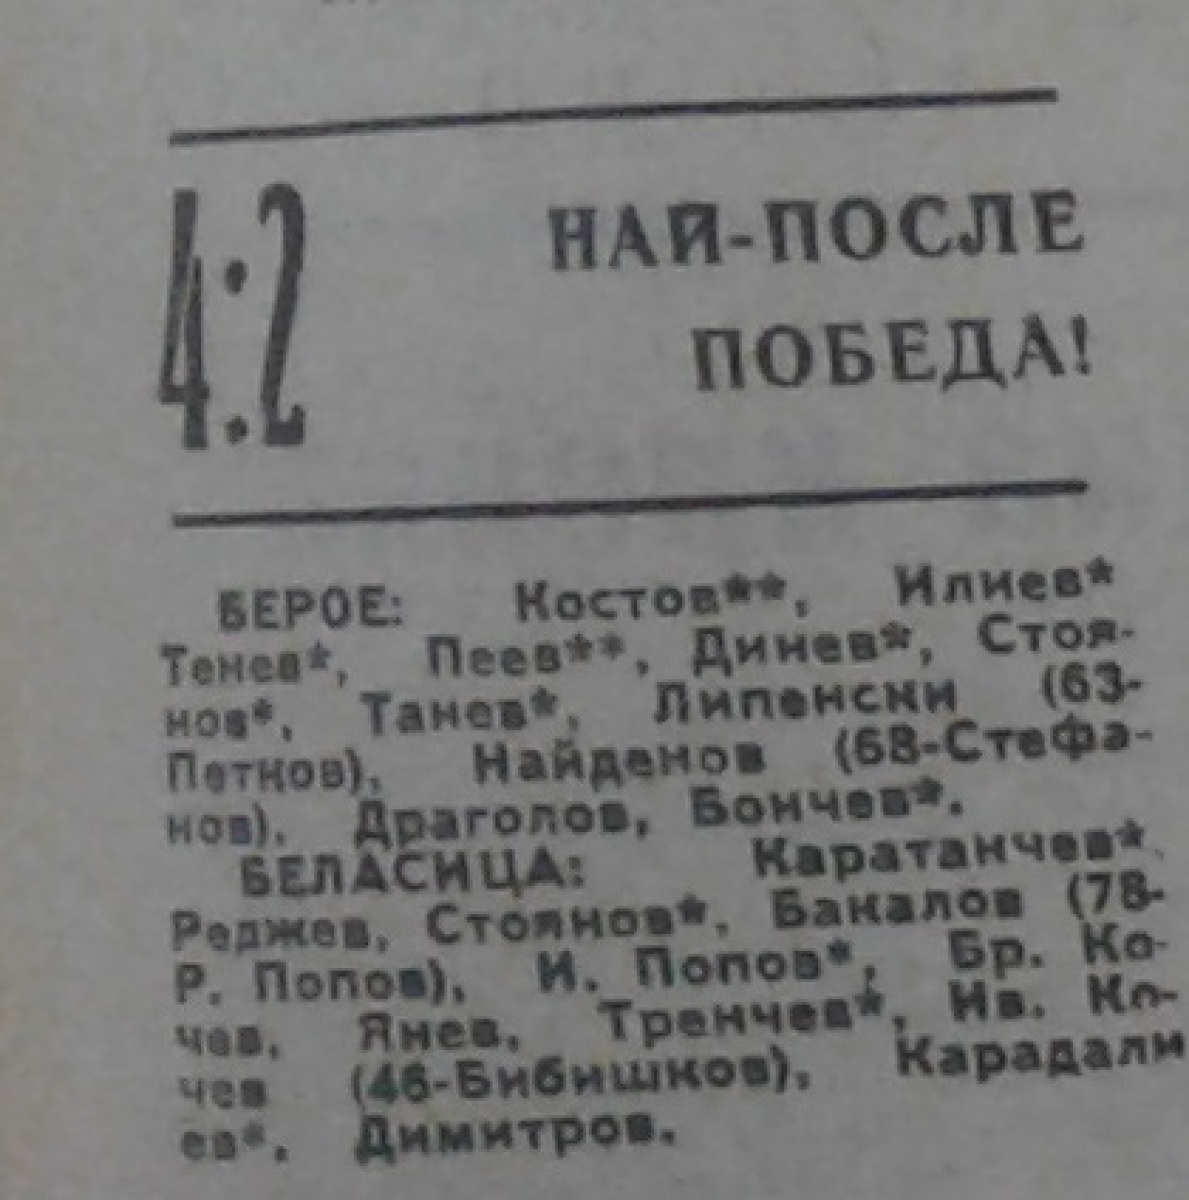 4:2
НАЙ-ПОСЛЕ
ПОБЕДА!
БЕРОЕ: Костов**, Илиев*
Тенев*, Пеев**, Динев*, Стоя-
нов*, Танев*, Липенски (63-
Петков), Найденов (68-Стефа-
нов), Драголов, Бончев*.
БЕЛАСИЦА: Каратанчев*,
Реджев, Стоянов*, Бакалов (78-
Р. Попов), И. Попов*, Бр. Ко-
чев, Янев, Тренчев*, Ив. Ко-
чев (46-Бибишков), Карадали
ев*, Димитров.